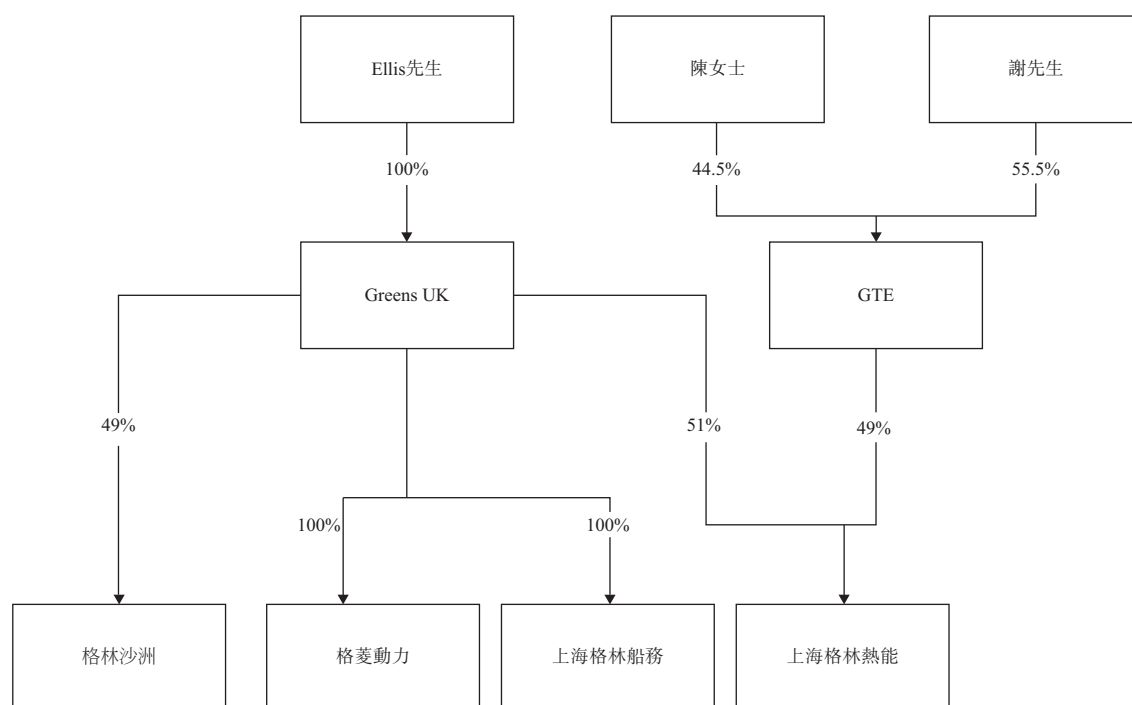 Ellis先生
陳女士
謝先生
100%
44.5%
55.5%
Greens UK
GTE
49%
51%
49%
100%
100%
格林沙洲
格菱動力
上海格林船務
上海格林熱能